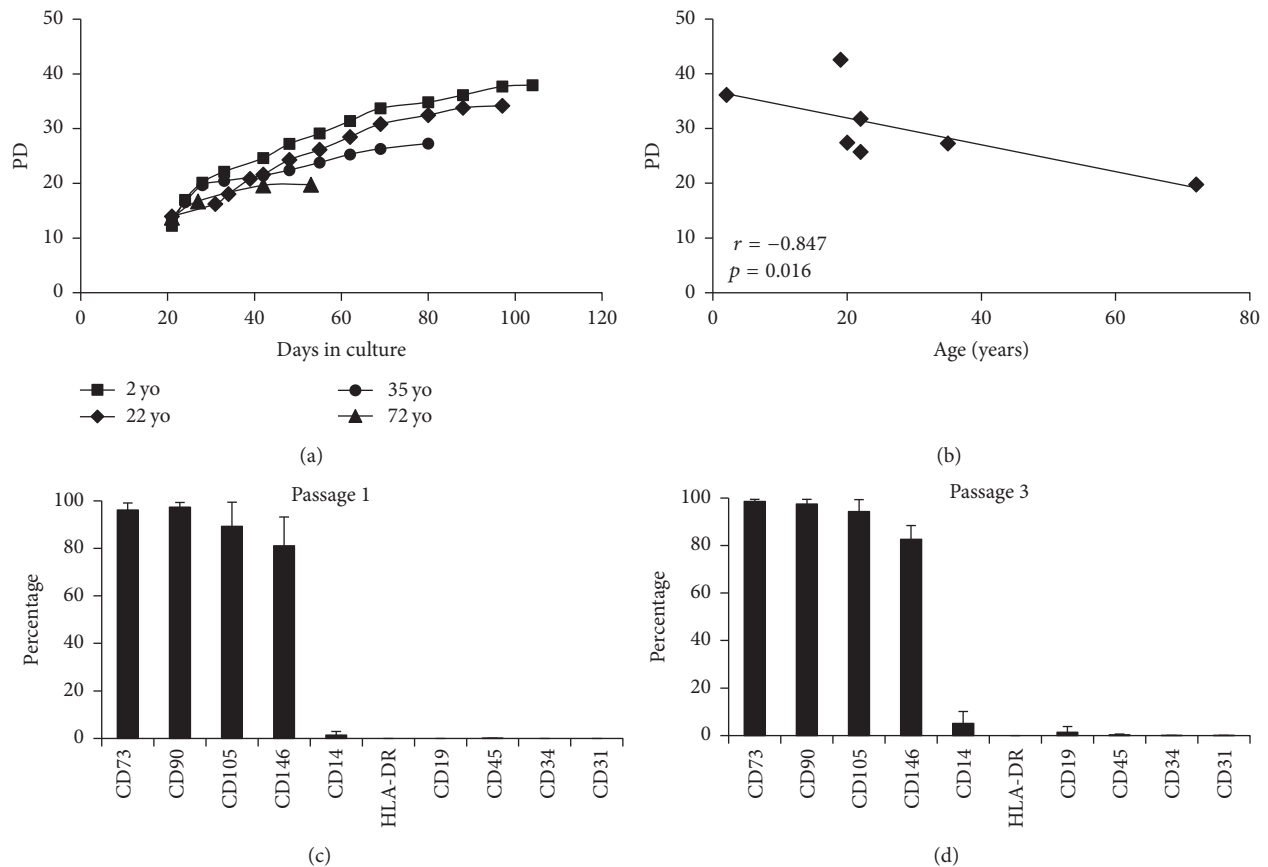 50
40
30
20
10
0
PD
0 20 40 60 80 100 120
Days in culture
2 yo
22 yo
35 yo
72 yo
(a)
50
40
30
20
10
0
PD
r = −0.847
p = 0.016
0 20 40 60 80
Age (years)
(b)
Passage 1
100
80
60
40
20
0
Percentage
CD73
CD90
CD105
CD146
CD14
HLA-DR
CD19
CD45
CD34
CD31
(c)
Passage 3
100
80
60
40
20
0
Percentage
CD73
CD90
CD105
CD146
CD14
HLA-DR
CD19
CD45
CD34
CD31
(d)